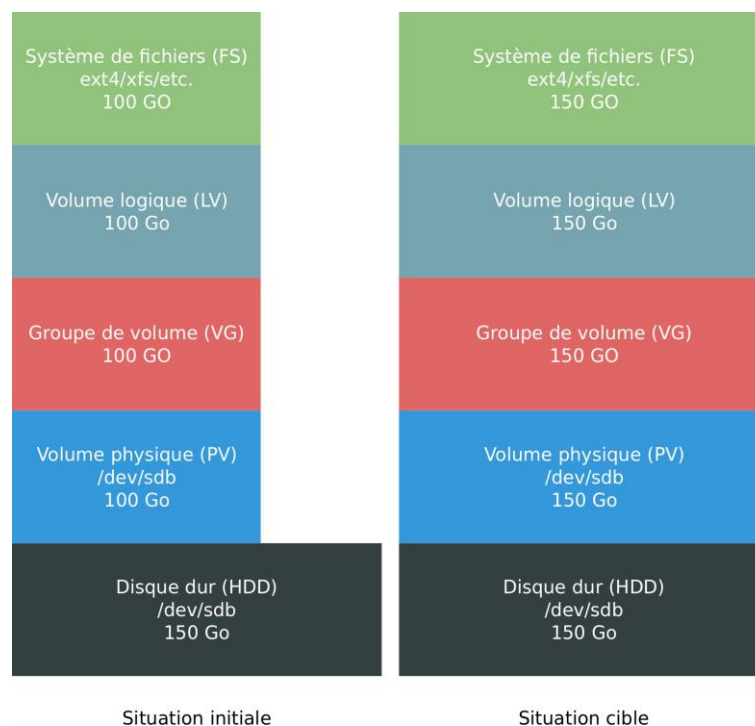 Système de fichiers (FS)
ext4/xfs/etc.
100 GO
Volume logique (LV)
100 Go
Groupe de volume (VG)
100 GO
Volume physique (PV)
/dev/sdb
100 Go
Disque dur (HDD)
/dev/sdb
150 Go
Situation initiale
Système de fichiers (FS)
ext4/xfs/etc.
150 GO
Volume logique (LV)
150 Go
Groupe de volume (VG)
150 GO
Volume physique (PV)
/dev/sdb
150 Go
Disque dur (HDD)
/dev/sdb
150 Go
Situation cible